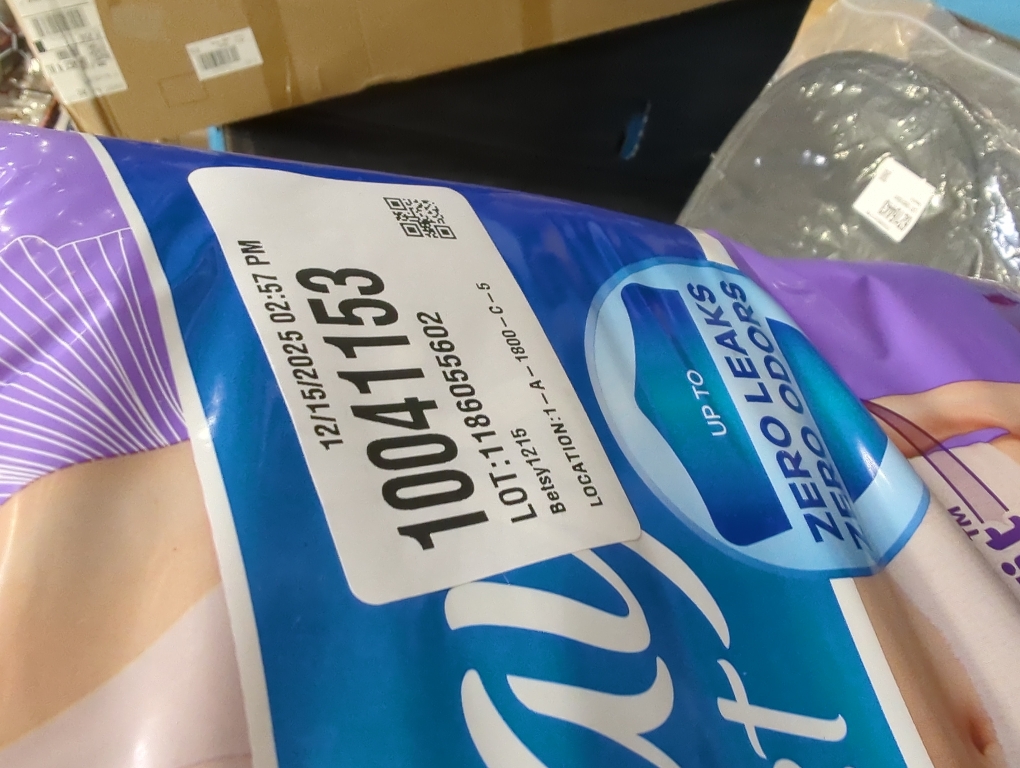 12/15/2025 02:57 PM
10041153
LOT:1186055602
Betsy1215
LOCATION:1-A-1800-C-5
UP TO
ZERO LEAKS
ZERO ODORS